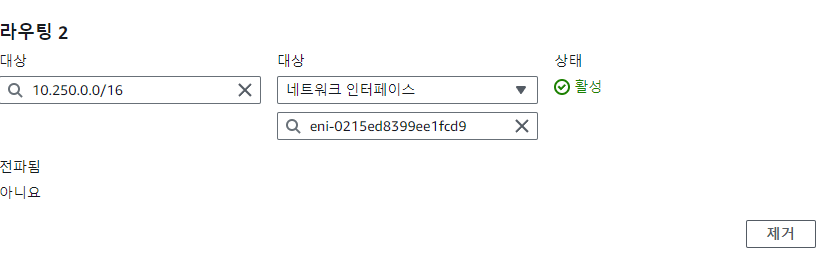 라우팅 2
대상
대상
상태
10.250.0.0/16
네트워크 인터페이스
활성
eni-0215ed8399ee1fcd9
전파됨
아니요
제거